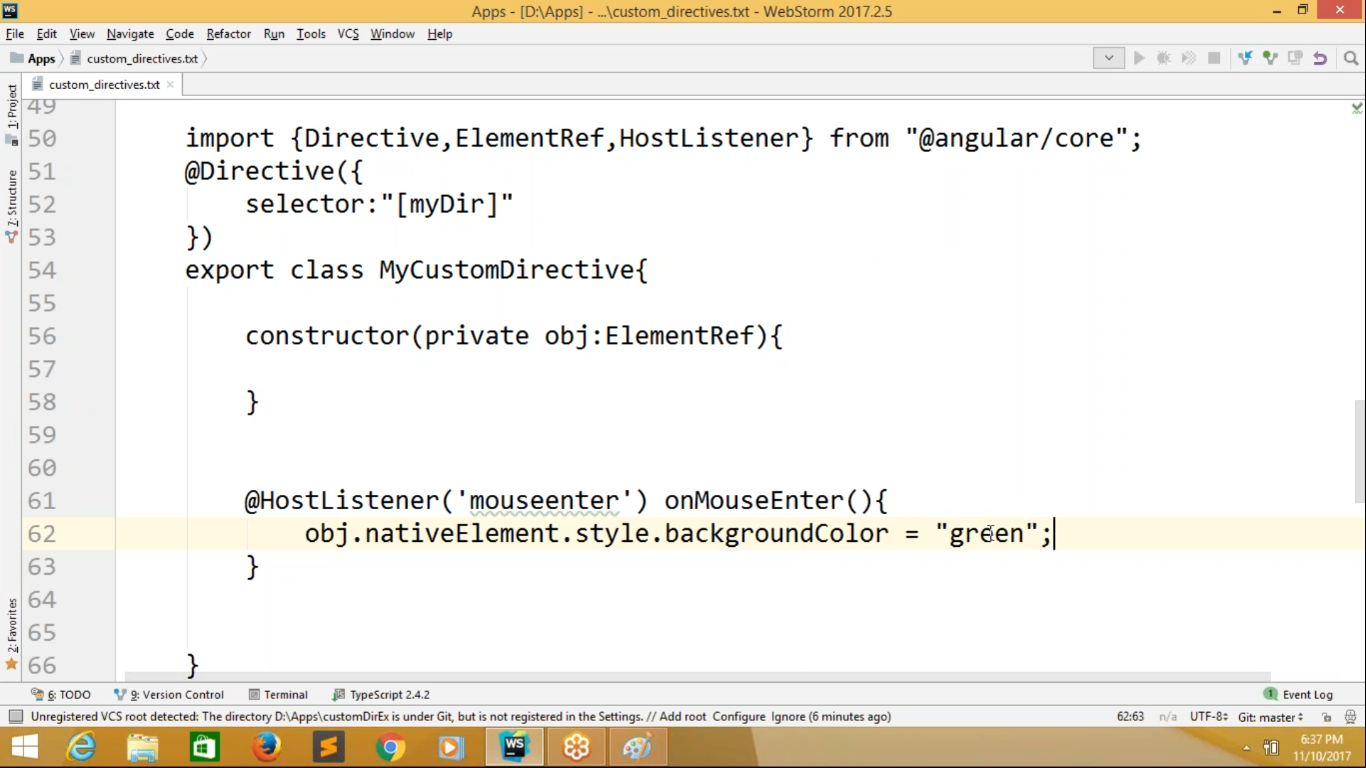 WS Apps - [D:\Apps] - ...\custom_directives.txt - WebStorm 2017.2.5
File Edit View Navigate Code Refactor Run Tools VCS Window Help
Apps custom_directives.txt
custom_directives.txt
1: Project
7: Structure
2: Favorites
49
50 import {Directive,ElementRef,HostListener} from "@angular/core";
51 @Directive({
52 selector:"[myDir]"
53 })
54 export class MyCustomDirective{
55
56 constructor(private obj:ElementRef){
57
58 }
59
60
61 @HostListener('mouseenter') onMouseEnter(){
62 obj.nativeElement.style.backgroundColor = "green";
63 }
64
65
66 }
6: TODO 9: Version Control Terminal TypeScript 2.4.2 1 Event Log
Unregistered VCS root detected: The directory D:\Apps\customDirEx is under Git, but is not registered in the Settings. // Add root Configure Ignore (6 minutes ago) 62:63 n/a UTF-8 Git: master
WS 6:37 PM
11/10/2017